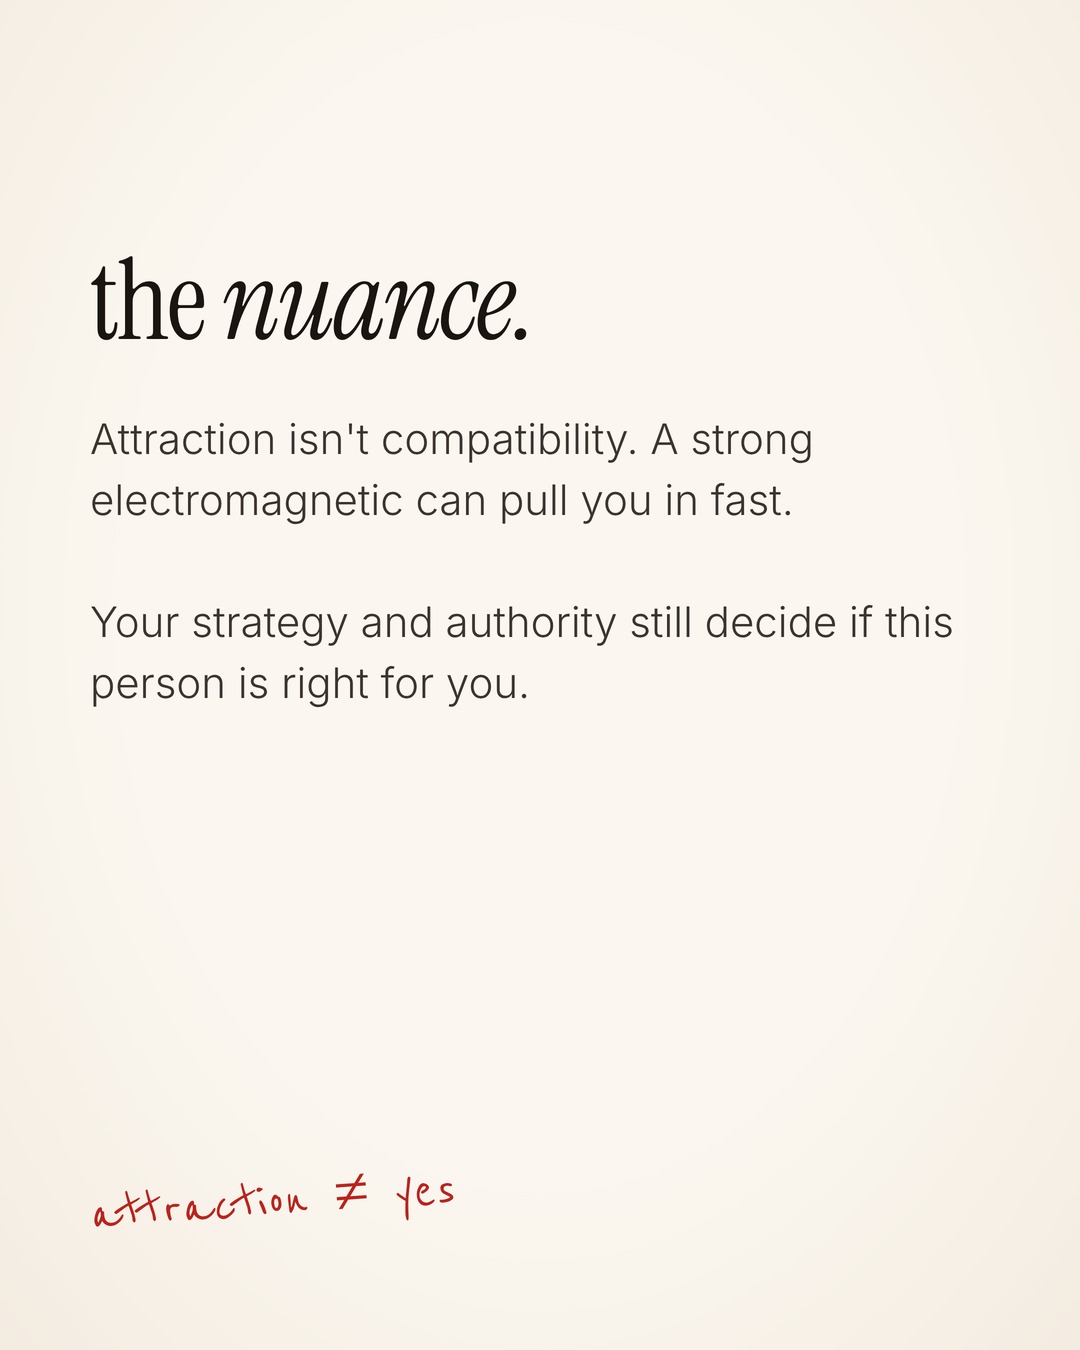 the nuance.
Attraction isn't compatibility. A strong
electromagnetic can pull you in fast.
Your strategy and authority still decide if this
person is right for you.
attraction ≠ yes